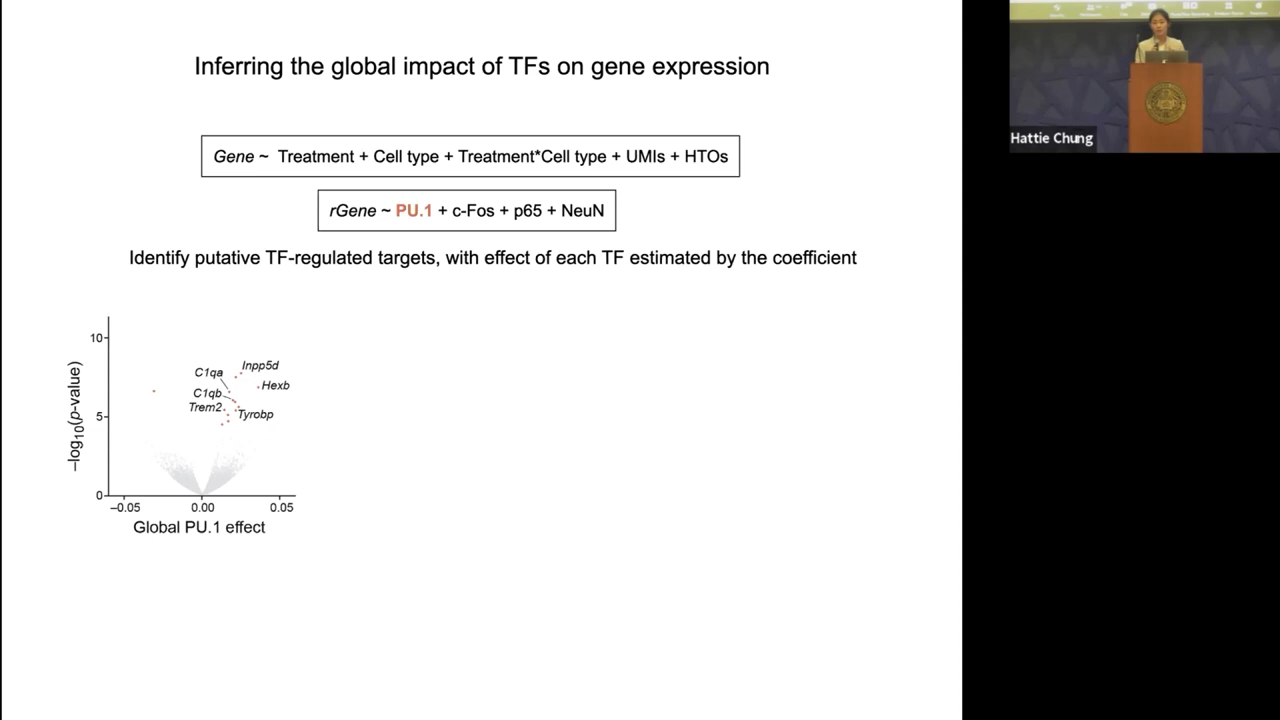 Inferring the global impact of TFs on gene expression
Gene ~ Treatment + Cell type + Treatment*Cell type + UMIs + HTOs
rGene ~ PU.1 + c-Fos + p65 + NeuN
Identify putative TF-regulated targets, with effect of each TF estimated by the coefficient
–log10(p-value)
10
5
0
Inpp5d
C1qa
Hexb
C1qb
Trem2
Tyrobp
–0.05
0.00
0.05
Global PU.1 effect
Hattie Chung